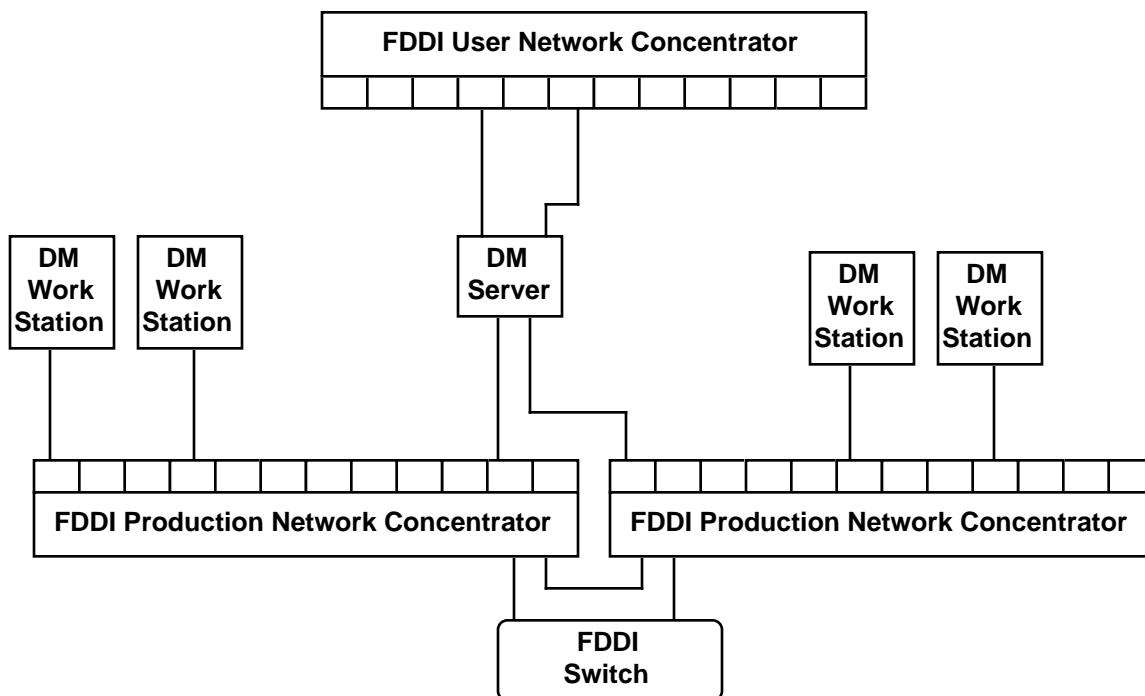 FDDI User Network Concentrator
DM
Work
Station
DM
Work
Station
DM
Server
DM
Work
Station
DM
Work
Station
FDDI Production Network Concentrator
FDDI Production Network Concentrator
FDDI
Switch